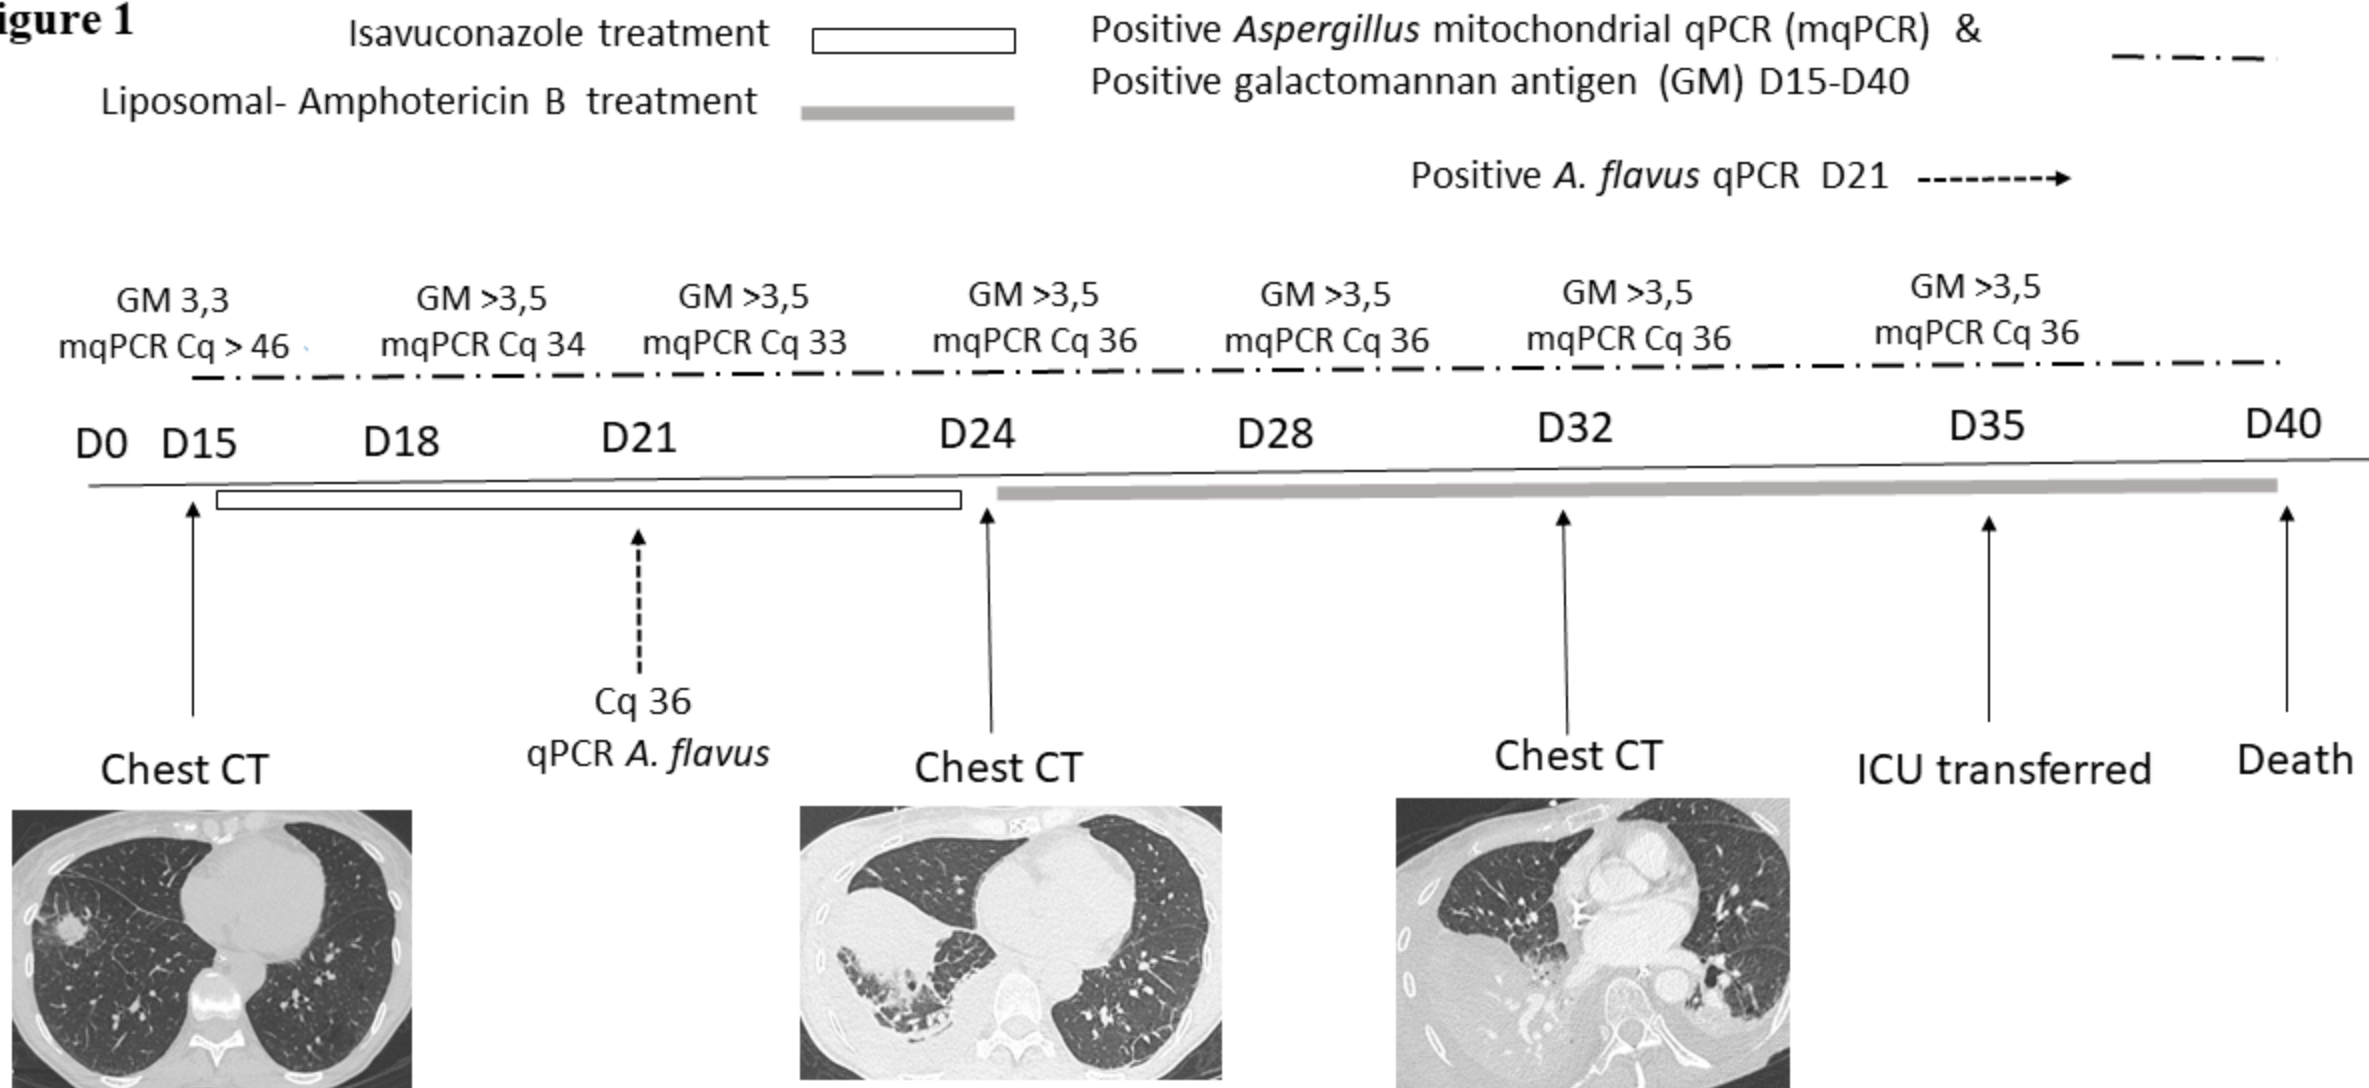 igure 1
Isavuconazole treatment
Liposomal- Amphotericin B treatment
Positive Aspergillus mitochondrial qPCR (mqPCR) &
Positive galactomannan antigen (GM) D15-D40
Positive A. flavus qPCR D21
GM 3,3
mqPCR Cq > 46
GM >3,5
mqPCR Cq 34
GM >3,5
mqPCR Cq 33
GM >3,5
mqPCR Cq 36
GM >3,5
mqPCR Cq 36
GM >3,5
mqPCR Cq 36
GM >3,5
mqPCR Cq 36
D0 D15 D18 D21 D24 D28 D32 D35 D40
Cq 36
qPCR A. flavus
Chest CT
Chest CT
Chest CT
ICU transferred
Death